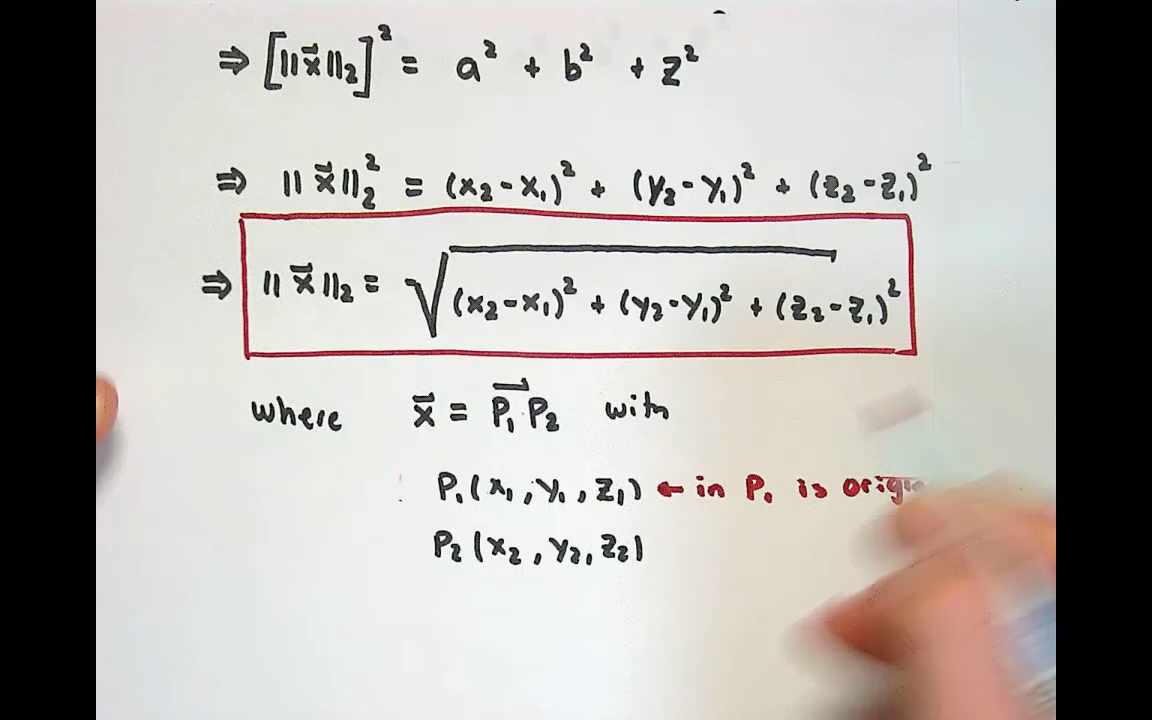 ⇒ [||x⃗||₂]² = a² + b² + z²
⇒ ||x⃗||₂² = (x₂-x₁)² + (y₂-y₁)² + (z₂-z₁)²
⇒ ||x⃗||₂ = √(x₂-x₁)² + (y₂-y₁)² + (z₂-z₁)²
where x⃗ = P₁P₂⃗ with
P₁(x₁, y₁, z₁) ← in P₁ is
P₂(x₂, y₂, z₂)